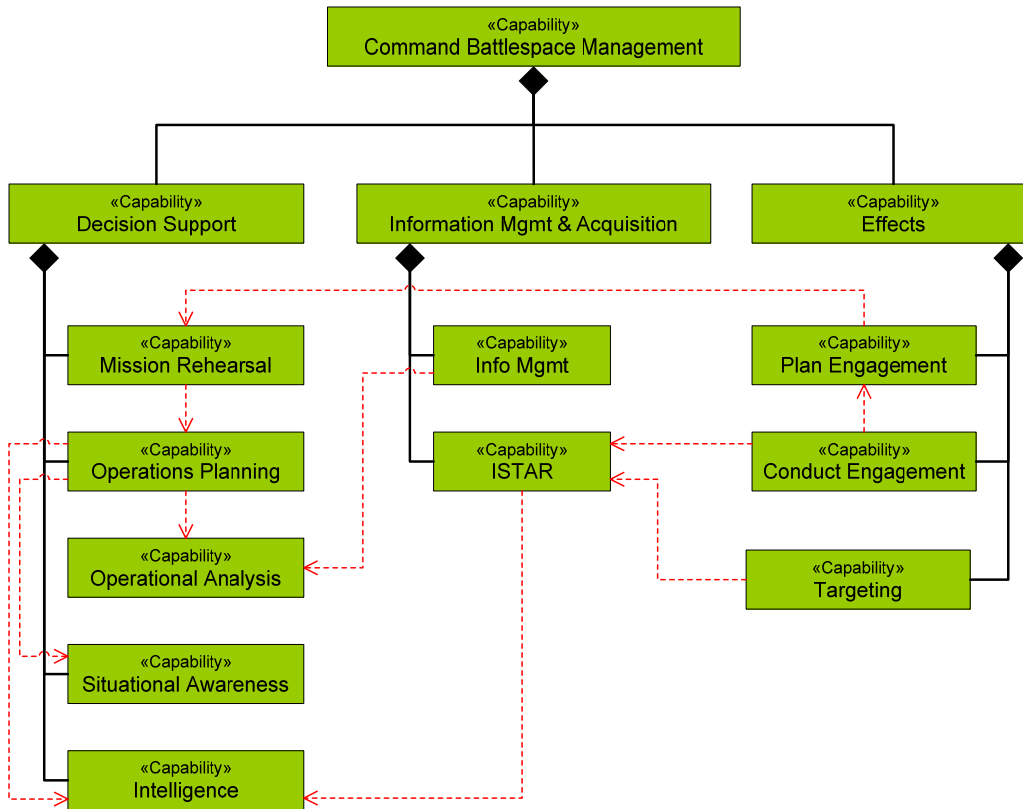 «Capability»
Command Battlespace Management
«Capability»
Decision Support
«Capability»
Information Mgmt & Acquisition
«Capability»
Effects
«Capability»
Mission Rehearsal
«Capability»
Info Mgmt
«Capability»
Plan Engagement
«Capability»
Operations Planning
«Capability»
ISTAR
«Capability»
Conduct Engagement
«Capability»
Operational Analysis
«Capability»
Targeting
«Capability»
Situational Awareness
«Capability»
Intelligence